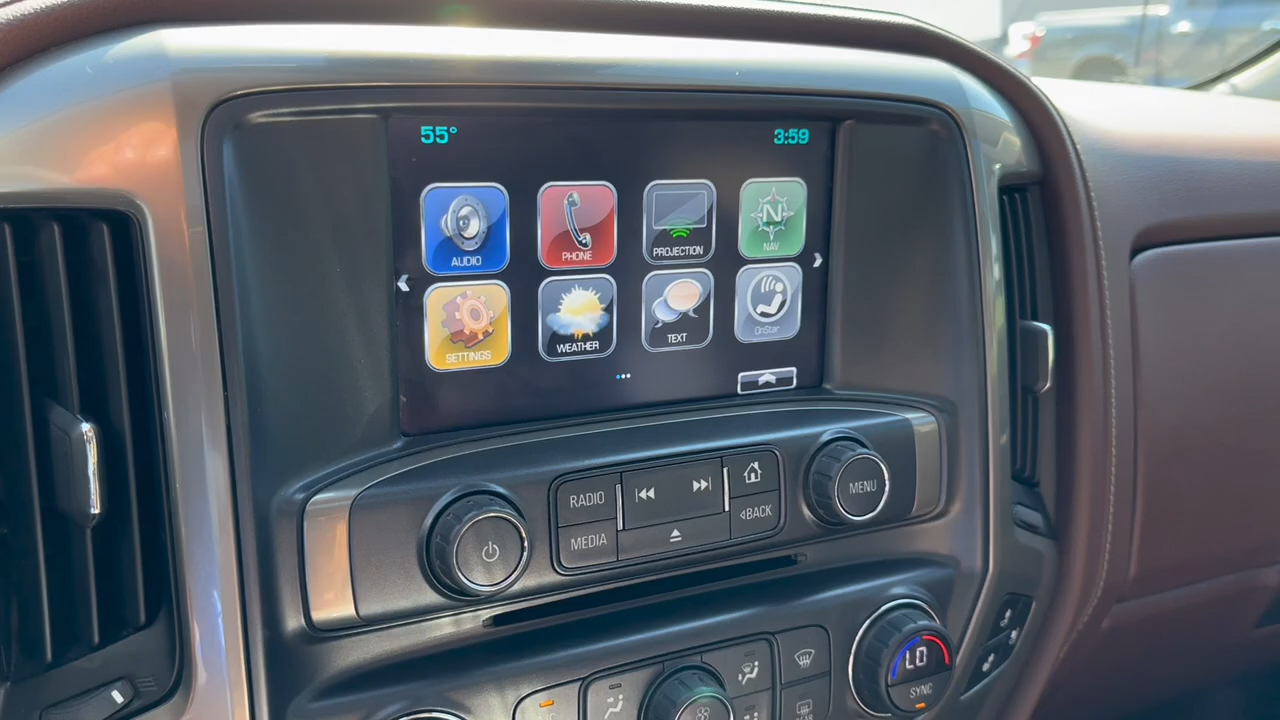 55°
3:59
AUDIO
PHONE
PROJECTION
N
NAV
SETTINGS
WEATHER
TEXT
OnStar
RADIO
MEDIA
BACK
MENU
LO
SYNC